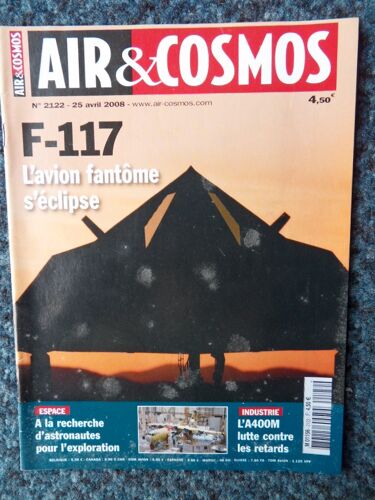 AIR&COSMOS
AIR&COSMOS
N° 2122 - 25 avril 2008 - www.air-cosmos.com
4,50€
F-117
L'avion fantôme
s'éclipse
ESPACE
A la recherche
d'astronautes
pour l'exploration
INDUSTRIE
L'A400M
lutte contre
les retards